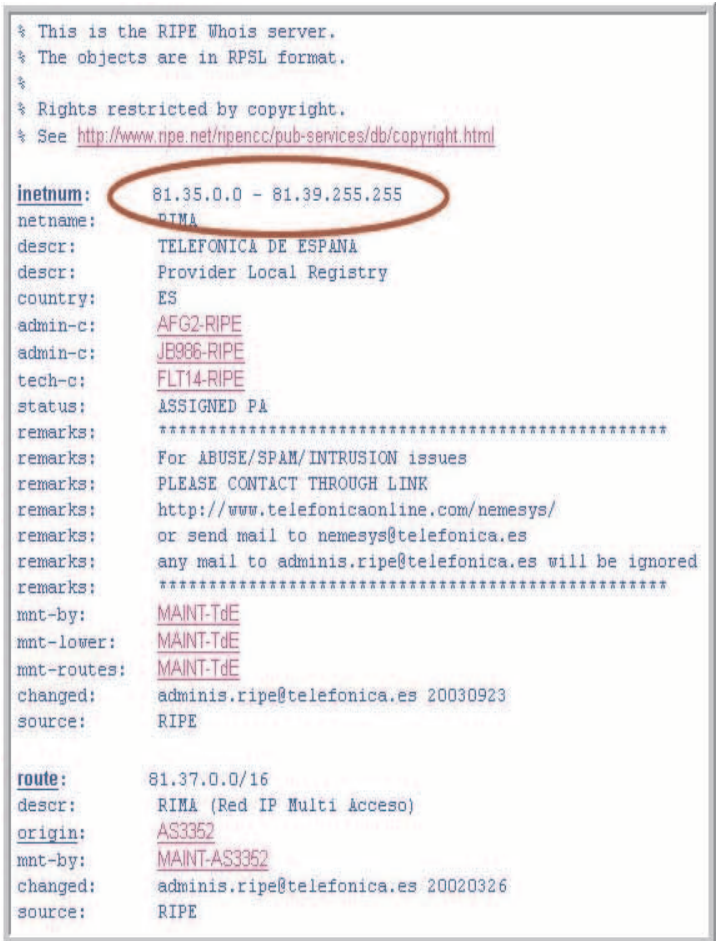 % This is the RIPE Whois server.
% The objects are in RPSL format.
%
% Rights restricted by copyright.
% See http://www.ripe.net/ripencc/pub-services/db/copyright.html
inetnum: 81.35.0.0 - 81.39.255.255
netname: RIMA
descr: TELEFONICA DE ESPANA
descr: Provider Local Registry
country: ES
admin-c: AFG2-RIPE
admin-c: JB986-RIPE
tech-c: FLT14-RIPE
status: ASSIGNED PA
remarks: ***************************************************
remarks: For ABUSE/SPAM/INTRUSION issues
remarks: PLEASE CONTACT THROUGH LINK
remarks: http://www.telefonicaonline.com/nemesys/
remarks: or send mail to nemesys@telefonica.es
remarks: any mail to adminis.ripe@telefonica.es will be ignored
remarks: ***************************************************
mnt-by: MAINT-TdE
mnt-lower: MAINT-TdE
mnt-routes: MAINT-TdE
changed: adminis.ripe@telefonica.es 20030923
source: RIPE
route: 81.37.0.0/16
descr: RIMA (Red IP Multi Acceso)
origin: AS3352
mnt-by: MAINT-AS3352
changed: adminis.ripe@telefonica.es 20020326
source: RIPE